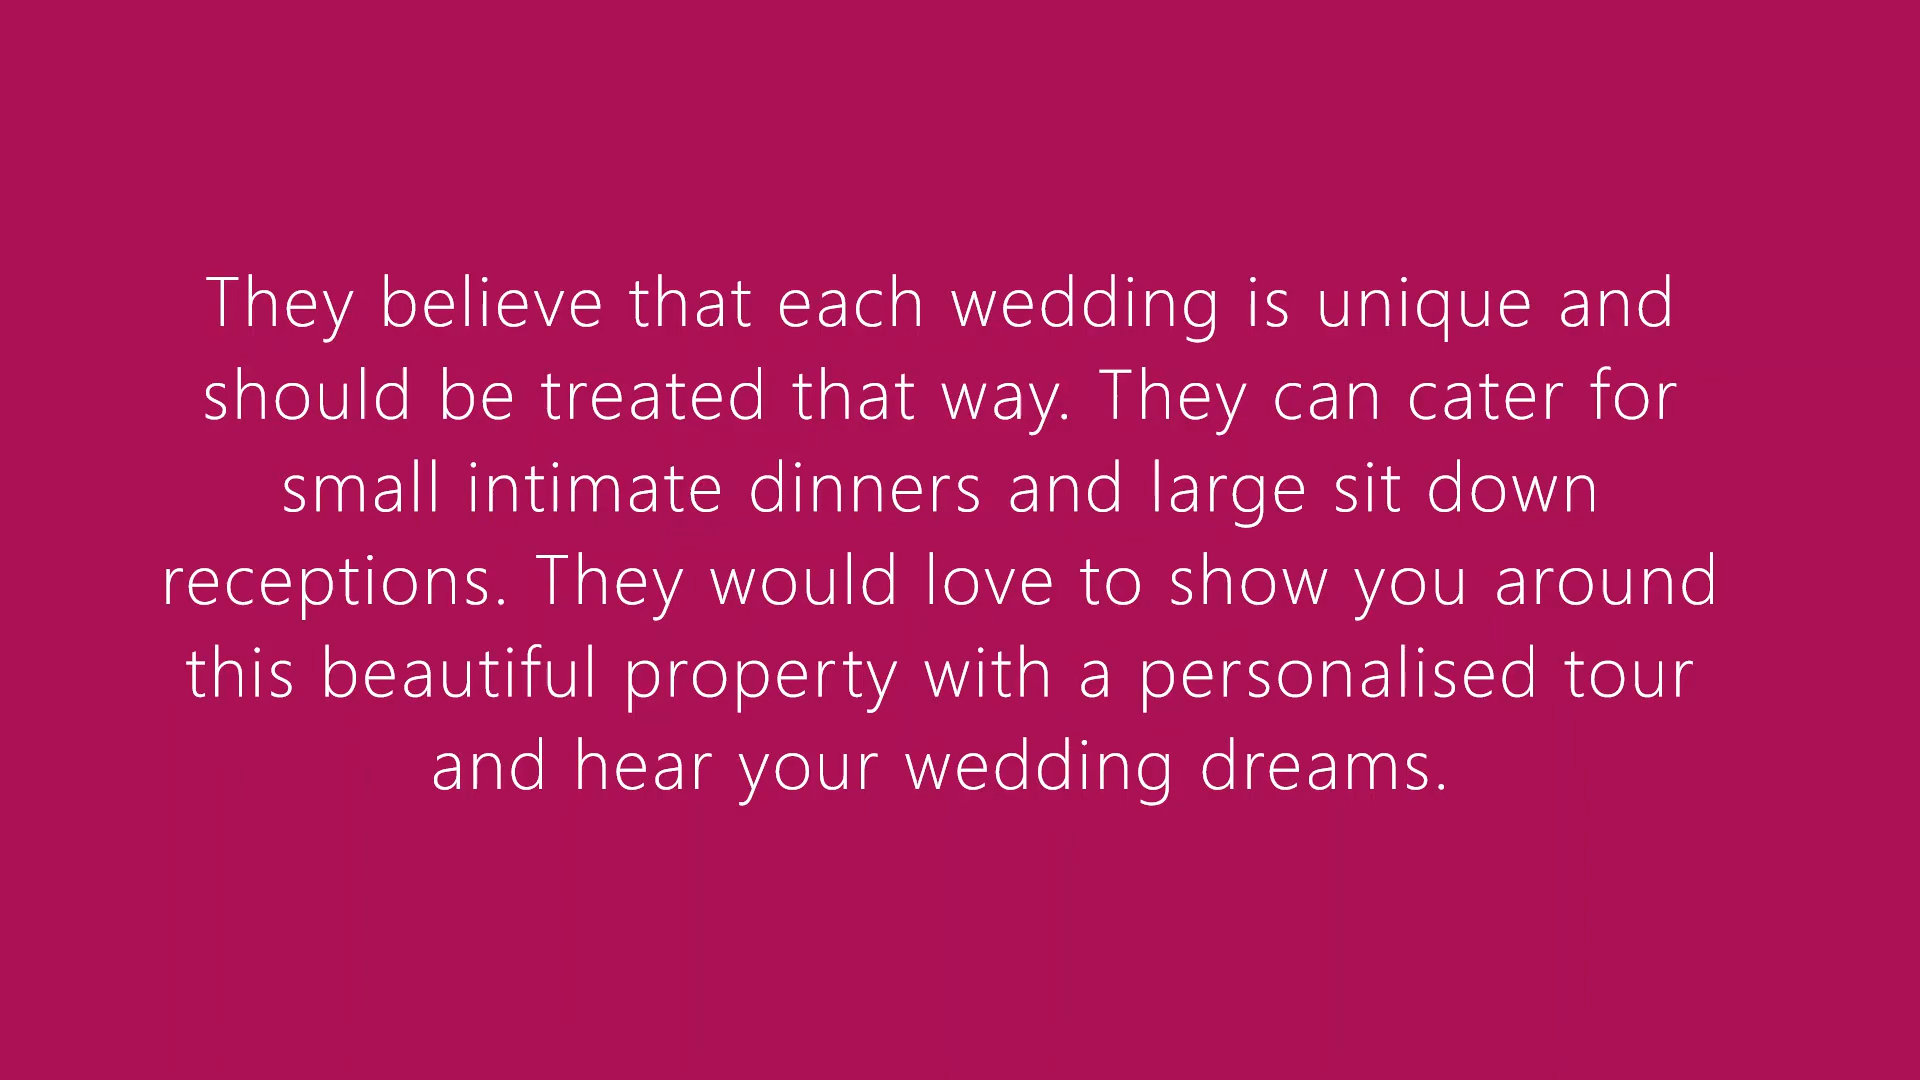 They believe that each wedding is unique and
should be treated that way. They can cater for
small intimate dinners and large sit down
receptions. They would love to show you around
this beautiful property with a personalised tour
and hear your wedding dreams.